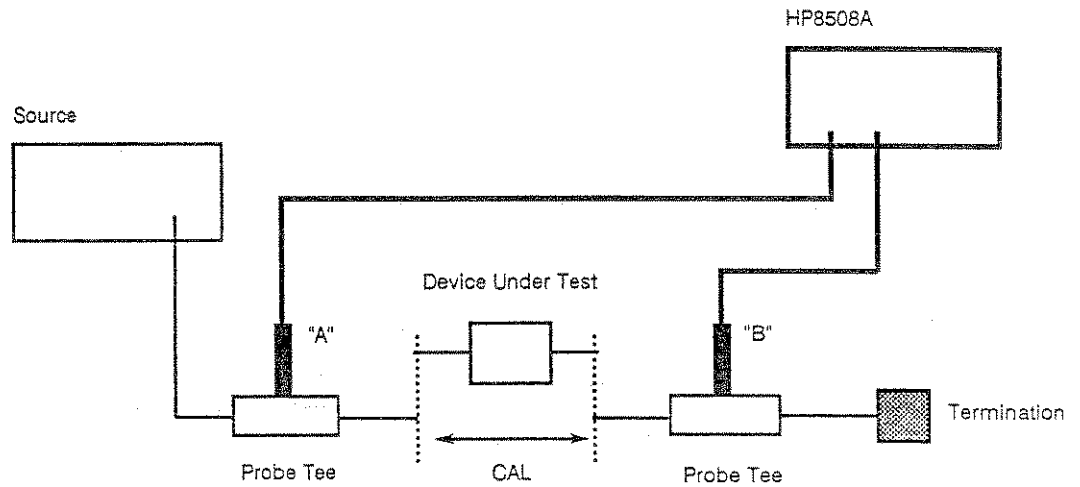 HP8508A
Source
Device Under Test
"A"
"B"
Termination
Probe Tee
CAL
Probe Tee